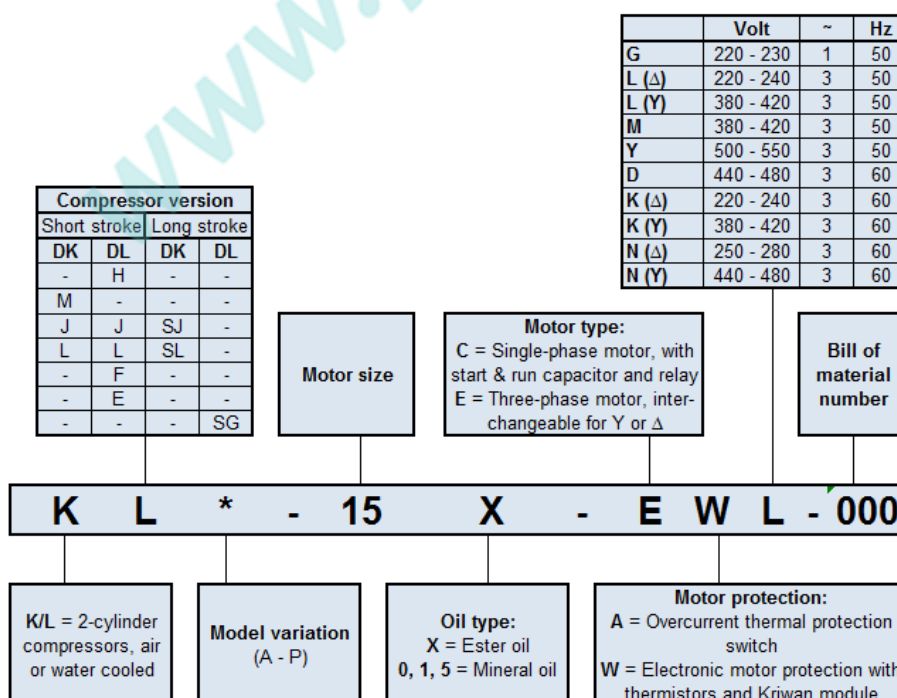 www.
Volt ~ Hz
G 220 - 230 1 50
L (Δ) 220 - 240 3 50
L (Y) 380 - 420 3 50
M 380 - 420 3 50
Y 500 - 550 3 50
D 440 - 480 3 60
K (Δ) 220 - 240 3 60
K (Y) 380 - 420 3 60
N (Δ) 250 - 280 3 60
N (Y) 440 - 480 3 60
Compressor version
Short stroke Long stroke
DK DL DK DL
- H - -
M - - -
J J SJ -
L L SL -
- F - -
- E - -
- - - SG
Motor size
Motor type:
C = Single-phase motor, with
start & run capacitor and relay
E = Three-phase motor, inter-
changeable for Y or Δ
Bill of
material
number
K L * - 15 X - E W L - 000
K/L = 2-cylinder
compressors, air
or water cooled
Model variation
(A - P)
Oil type:
X = Ester oil
0, 1, 5 = Mineral oil
Motor protection:
A = Overcurrent thermal protection
switch
W = Electronic motor protection with
thermistors and Kriwan module